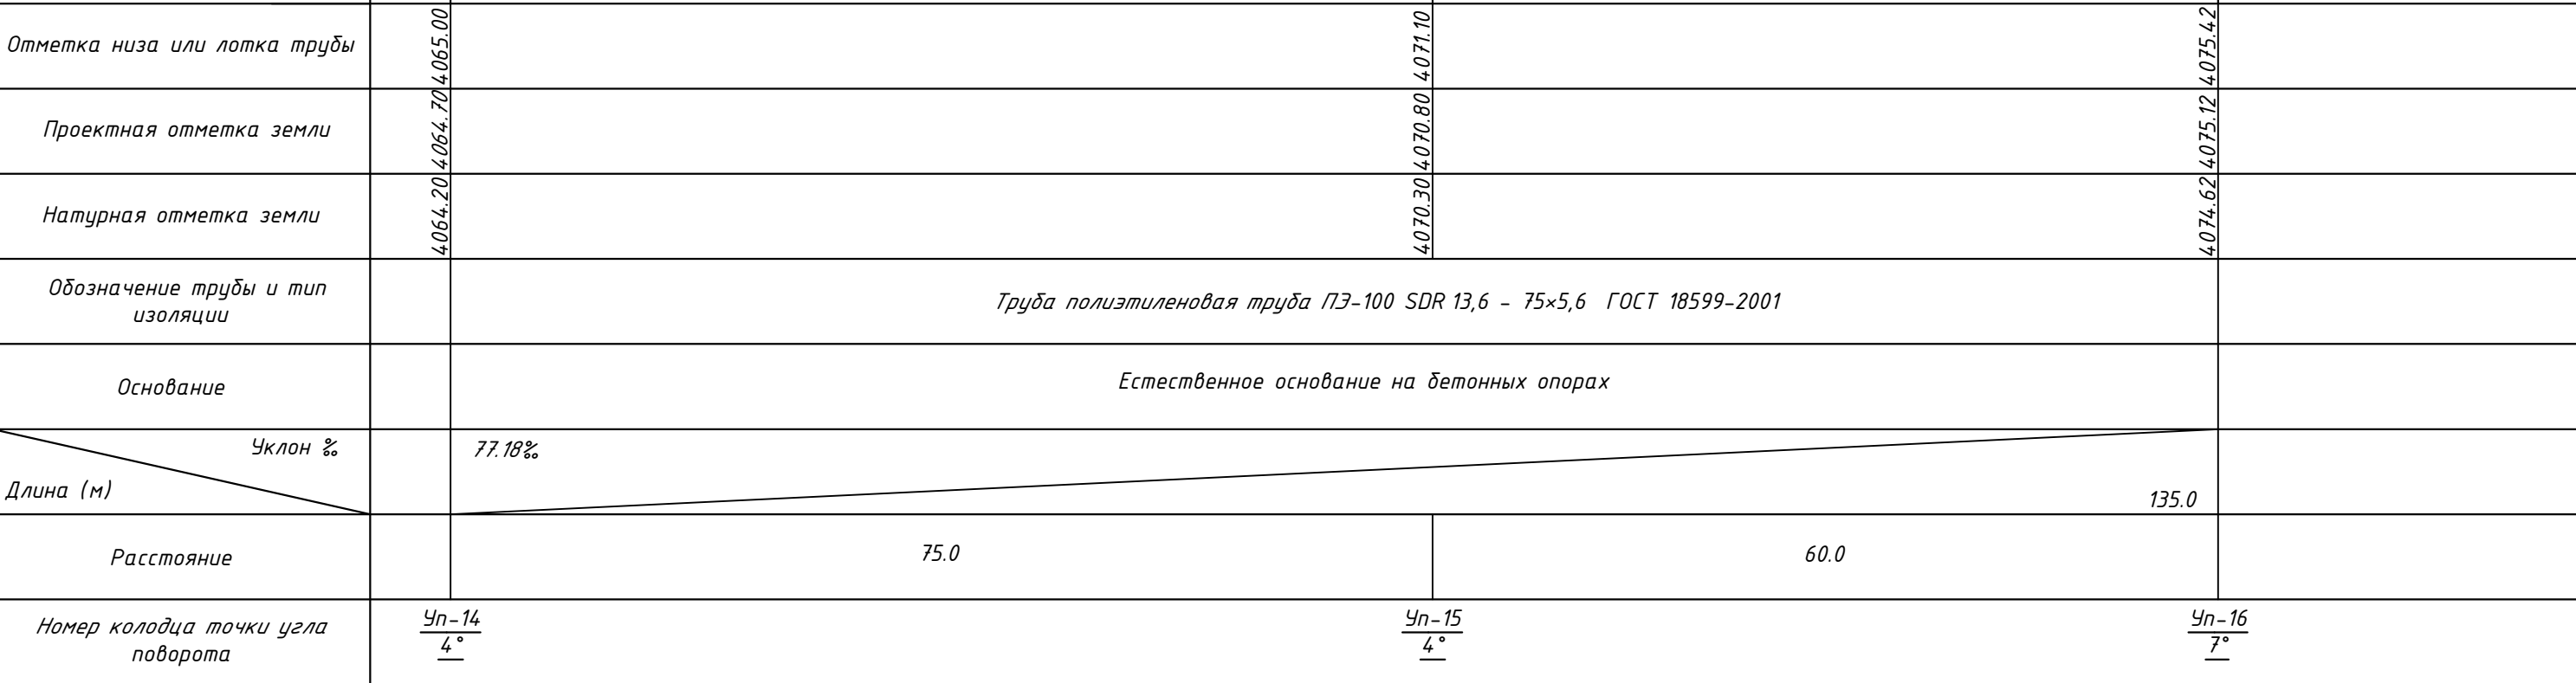 Отметка низа или лотка трубы 4065.00 4071.10 4075.42
Проектная отметка земли 4064.70 4070.80 4075.12
Натурная отметка земли 4064.20 4070.30 4074.62
Обозначение трубы и тип
изоляции
Труба полиэтиленовая труба ПЭ-100 SDR 13,6 - 75×5,6 ГОСТ 18599-2001
Основание
Естественное основание на бетонных опорах
Уклон ‰ 77.18‰
Длина (м) 135.0
Расстояние 75.0 60.0
Номер колодца точки угла
поворота
Уп-14
4°
Уп-15
4°
Уп-16
7°